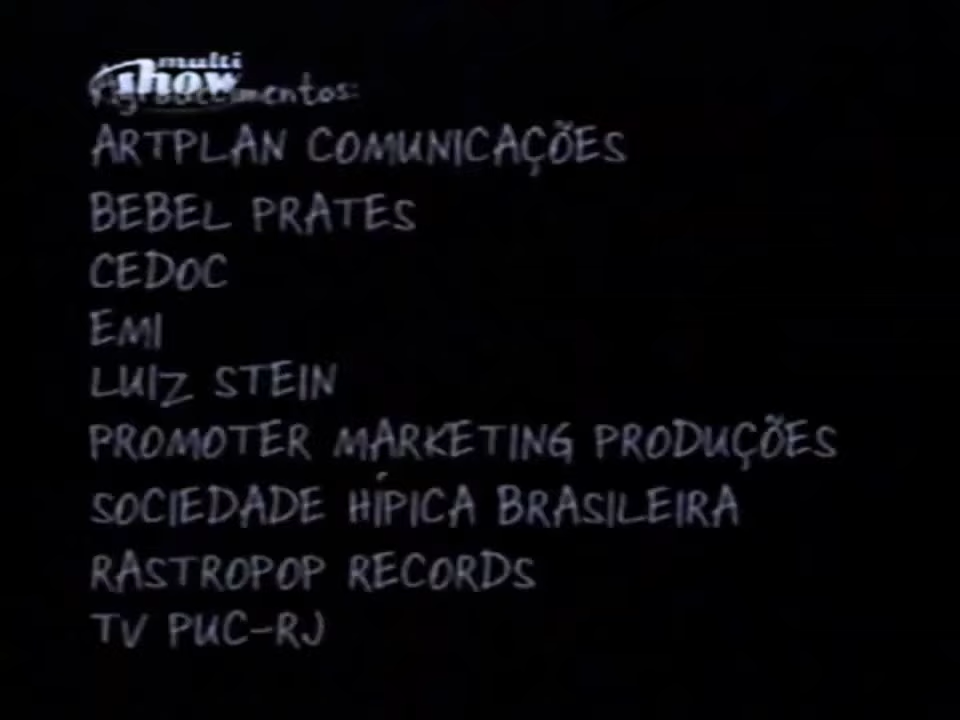 multi
show
Agradecimentos:
ARTPLAN COMUNICAÇÕES
BEBEL PRATES
CEDOC
EMI
LUIZ STEIN
PROMOTER MARKETING PRODUÇÕES
SOCIEDADE HÍPICA BRASILEIRA
RASTROPOP RECORDS
TV PUC-RJ